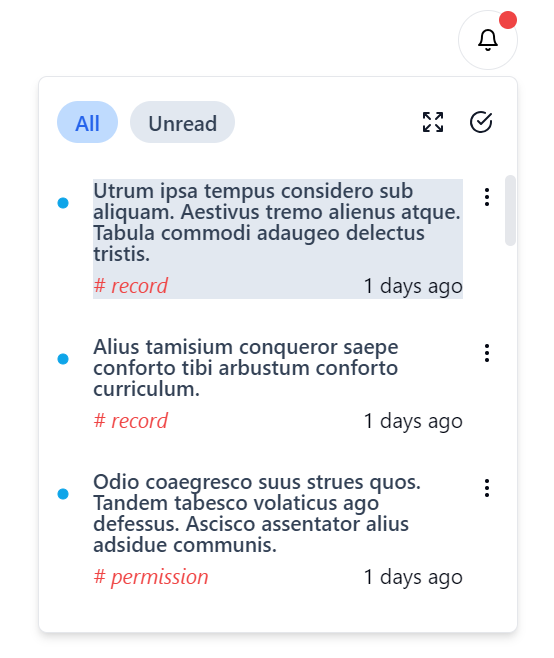 All
Unread
Utrum ipsa tempus considero sub
aliquam. Aestivus tremo alienus atque.
Tabula commodi adaugeo delectus
tristis.
# record 1 days ago
Alius tamisium conqueror saepe
conforto tibi arbustum conforto
curriculum.
# record 1 days ago
Odio coaegresco suus strues quos.
Tandem tabesco volaticus ago
defessus. Ascisco assentator alius
adsidue communis.
# permission 1 days ago